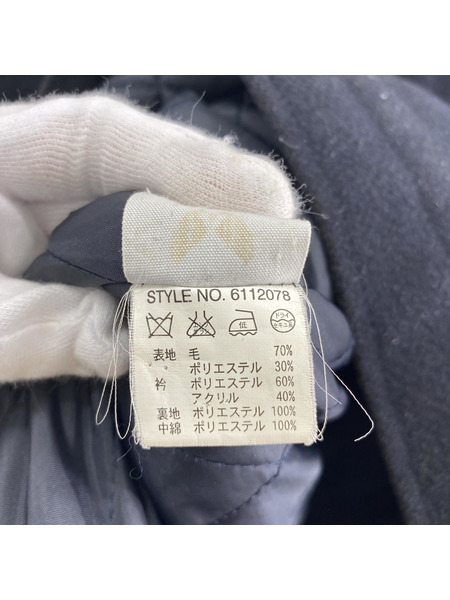 STYLE NO. 6112078
低 ドライ
セキユ系
表地 毛 70%
ポリエステル 30%
衿 ポリエステル 60%
アクリル 40%
裏地 ポリエステル 100%
中綿 ポリエステル 100%